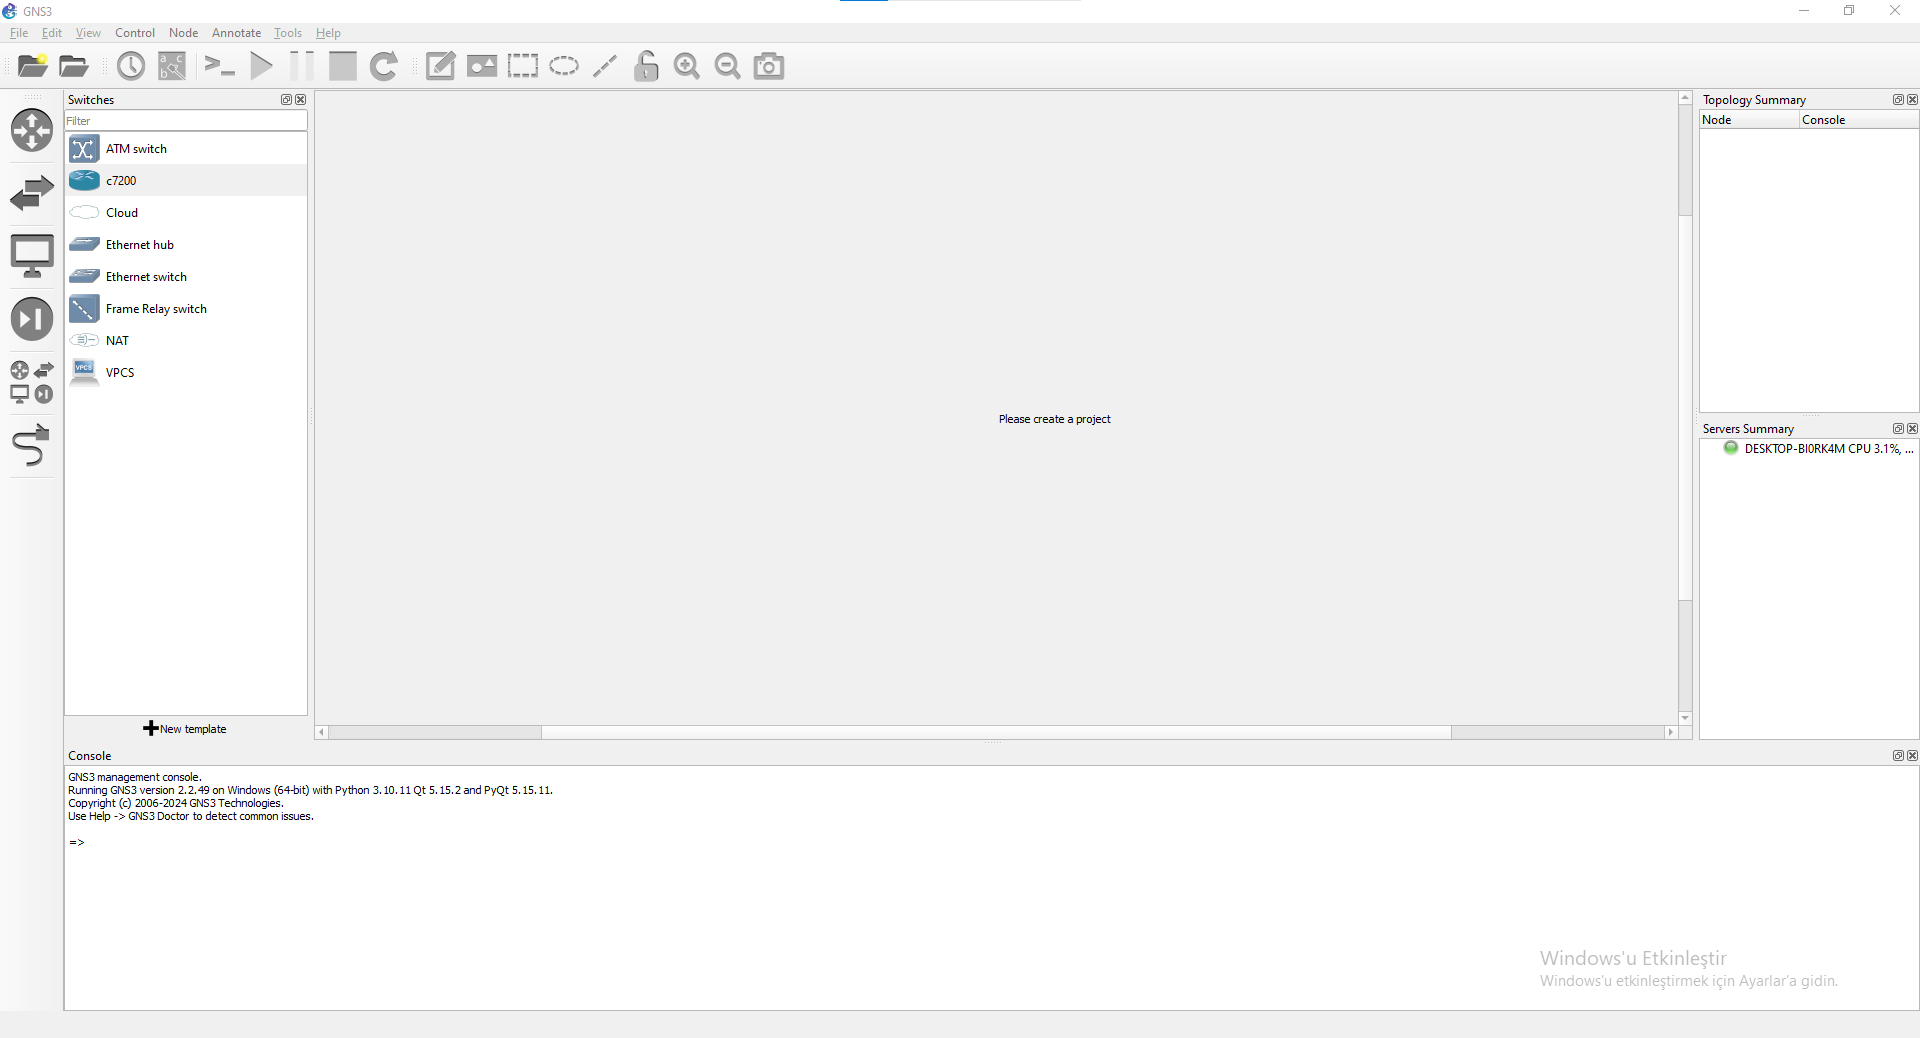 GNS3
File Edit View Control Node Annotate Tools Help
Switches
Filter
ATM switch
c7200
Cloud
Ethernet hub
Ethernet switch
Frame Relay switch
NAT
VPCS
VPCS
New template
Please create a project
Topology Summary
Node Console
Servers Summary
DESKTOP-BI0RK4M CPU 3.1%, ...
Console
GNS3 management console.
Running GNS3 version 2.2.49 on Windows (64-bit) with Python 3.10.11 Qt 5.15.2 and PyQt 5.15.11.
Copyright (c) 2006-2024 GNS3 Technologies.
Use Help -> GNS3 Doctor to detect common issues.
=>
Windows'u Etkinleştir
Windows'u etkinleştirmek için Ayarlar'a gidin.